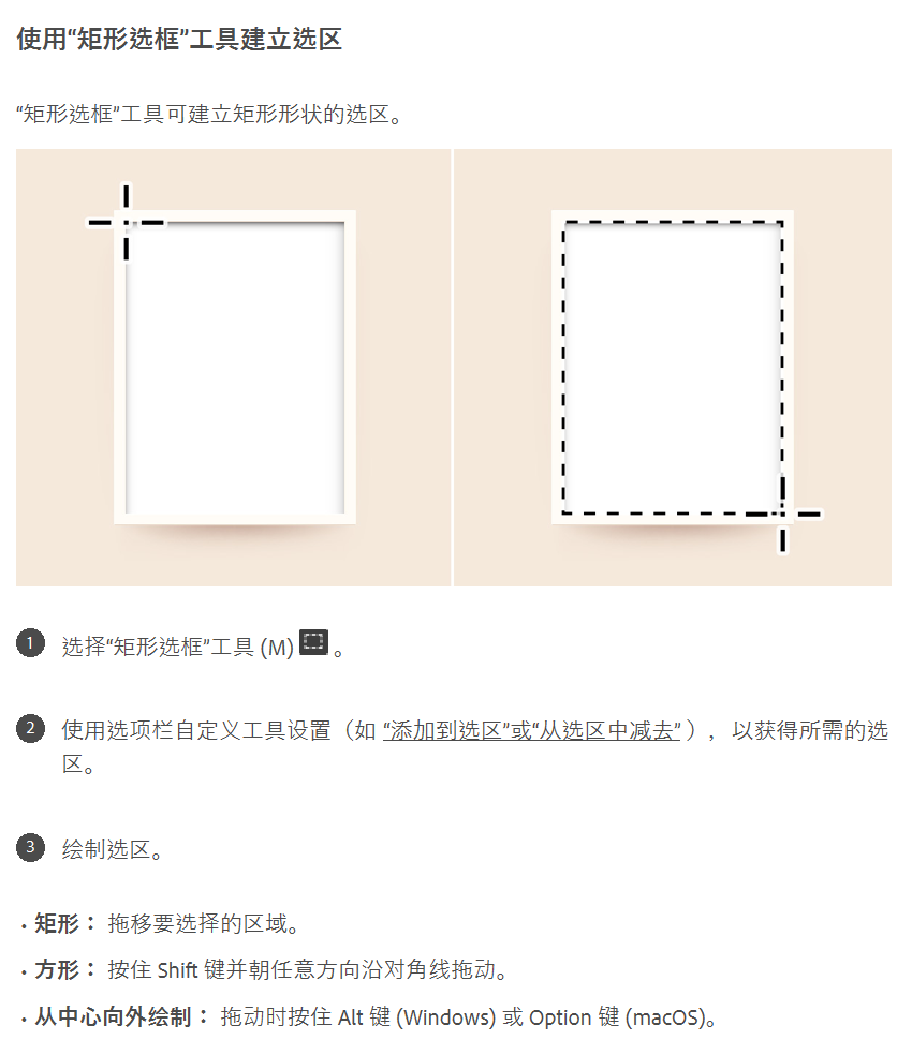 使用“矩形选框”工具建立选区
“矩形选框”工具可建立矩形形状的选区。
1 选择“矩形选框”工具 (M) 。
2 使用选项栏自定义工具设置（如 “添加到选区”或“从选区中减去” ），以获得所需的选
区。
3 绘制选区。
• 矩形： 拖移要选择的区域。
• 方形： 按住 Shift 键并朝任意方向沿对角线拖动。
• 从中心向外绘制： 拖动时按住 Alt 键 (Windows) 或 Option 键 (macOS)。